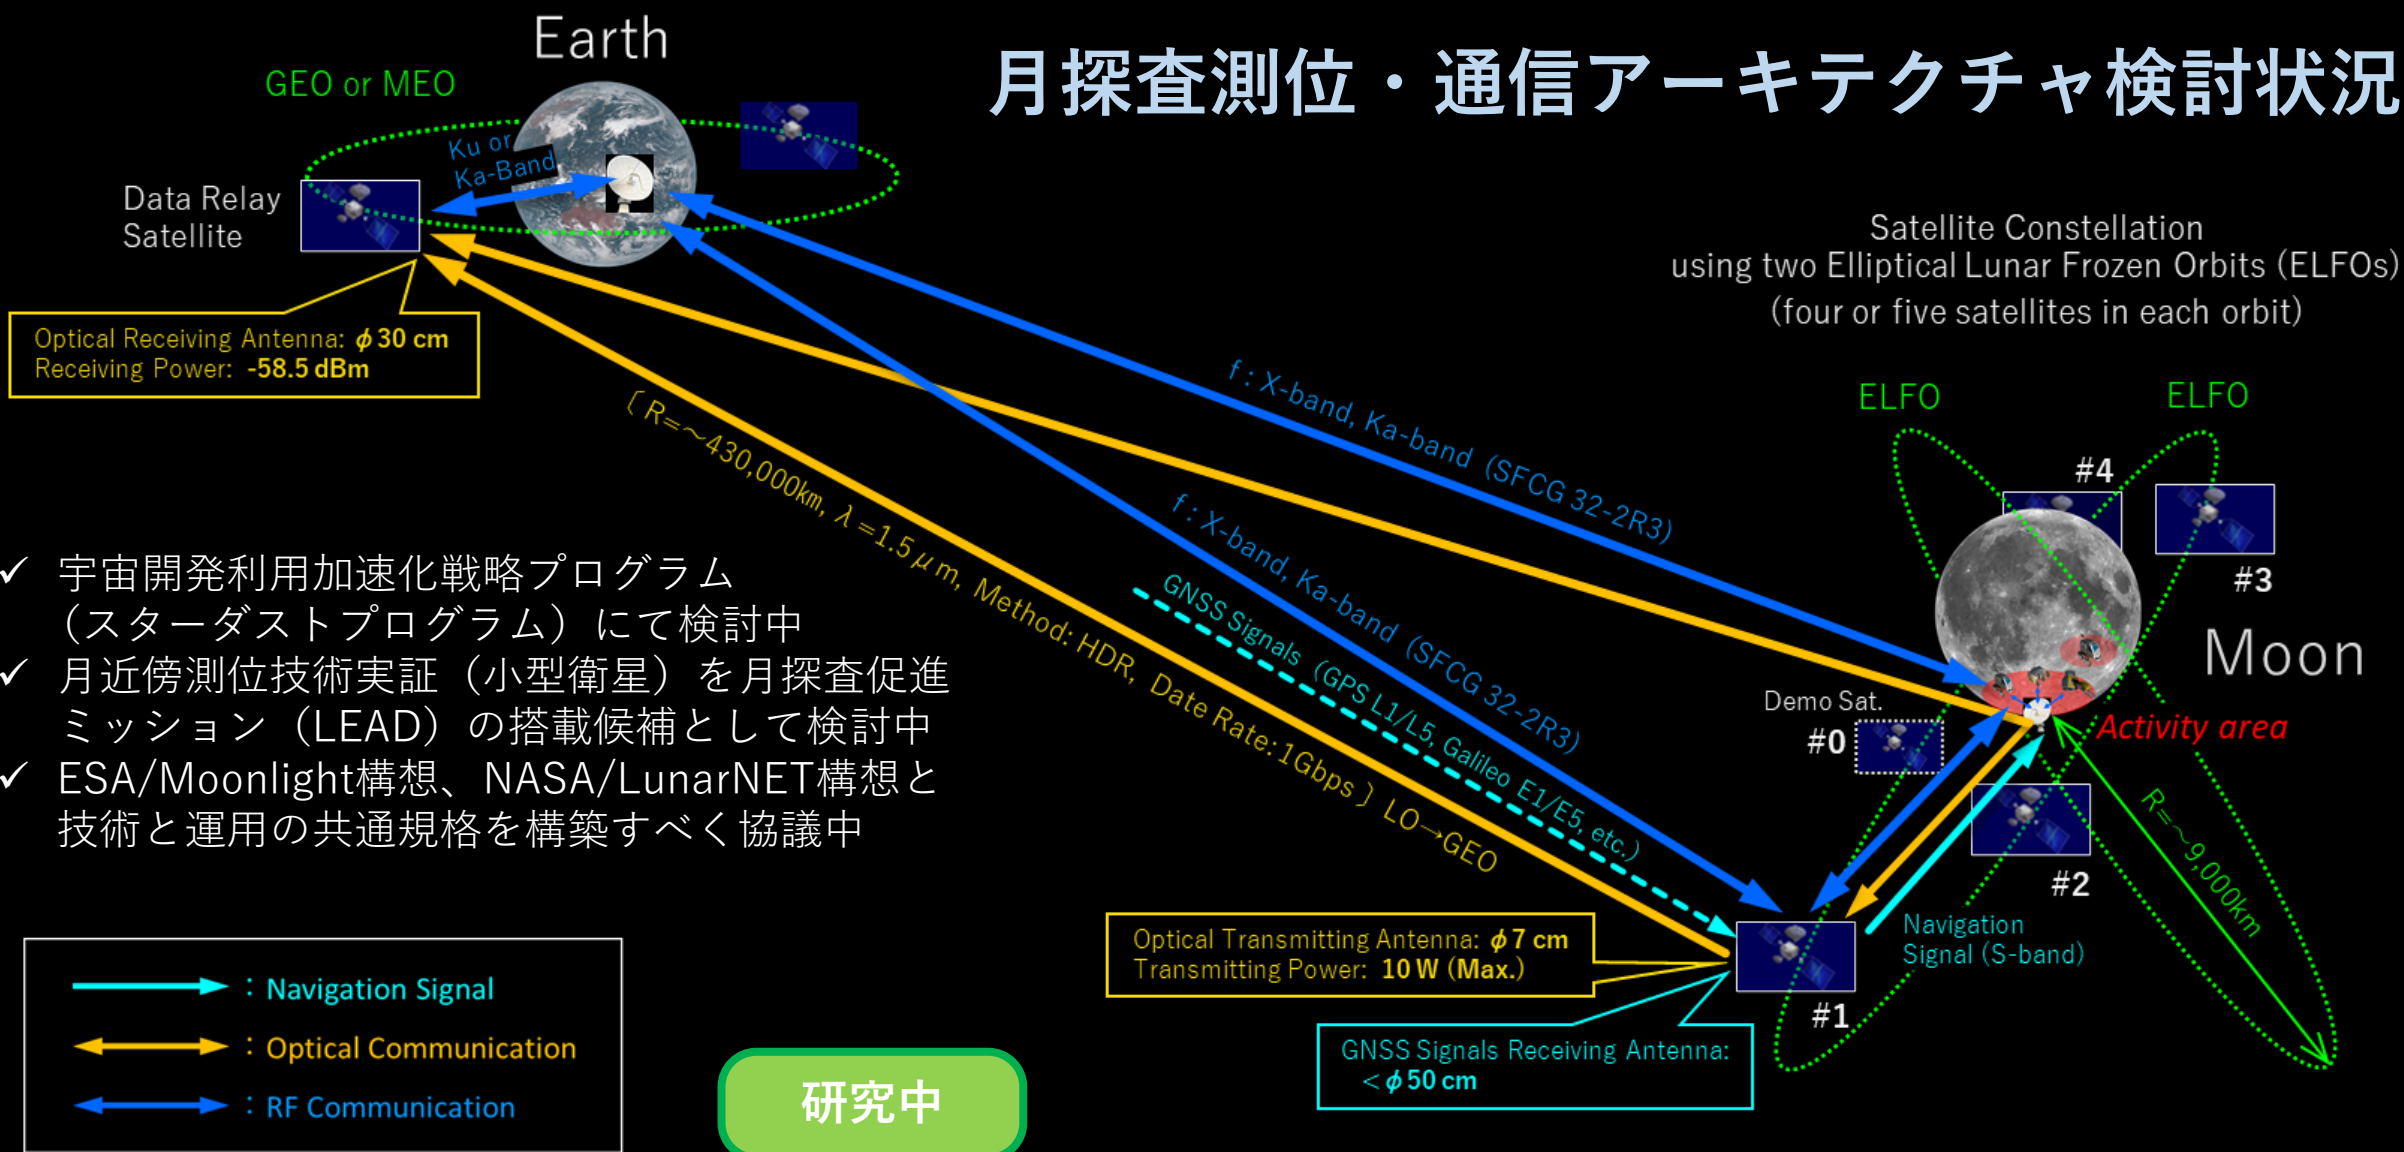 月探査測位・通信アーキテクチャ検討状況
Earth
GEO or MEO
Ku or
Ka-Band
Data Relay
Satellite
Optical Receiving Antenna: φ30 cm
Receiving Power: -58.5 dBm
Satellite Constellation
using two Elliptical Lunar Frozen Orbits (ELFOs)
(four or five satellites in each orbit)
ELFO
ELFO
#4
#3
Moon
f : X-band, Ka-band (SFCG 32-2R3)
f : X-band, Ka-band (SFCG 32-2R3)
〔 R=~430,000km, λ=1.5μm, Method: HDR, Date Rate: 1Gbps 〕 LO→GEO
GNSS Signals (GPS L1/L5, Galileo E1/E5, etc.)
✓ 宇宙開発利用加速化戦略プログラム
（スターダストプログラム）にて検討中
✓ 月近傍測位技術実証（小型衛星）を月探査促進
ミッション（LEAD）の搭載候補として検討中
✓ ESA/Moonlight構想、NASA/LunarNET構想と
技術と運用の共通規格を構築すべく協議中
Demo Sat.
#0
Activity area
#2
R=~9,000km
Navigation
Signal (S-band)
#1
Optical Transmitting Antenna: φ7 cm
Transmitting Power: 10 W (Max.)
GNSS Signals Receiving Antenna:
<φ50 cm
：Navigation Signal
：Optical Communication
：RF Communication
研究中